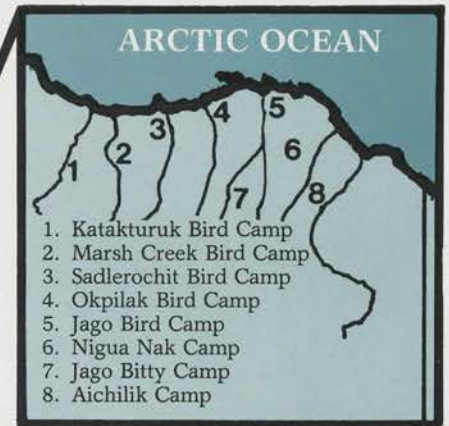 ARCTIC OCEAN
5
4
3
6
2
1
7
8
1. Katakturuk Bird Camp
2. Marsh Creek Bird Camp
3. Sadlerochit Bird Camp
4. Okpilak Bird Camp
5. Jago Bird Camp
6. Nigua Nak Camp
7. Jago Bitty Camp
8. Aichilik Camp